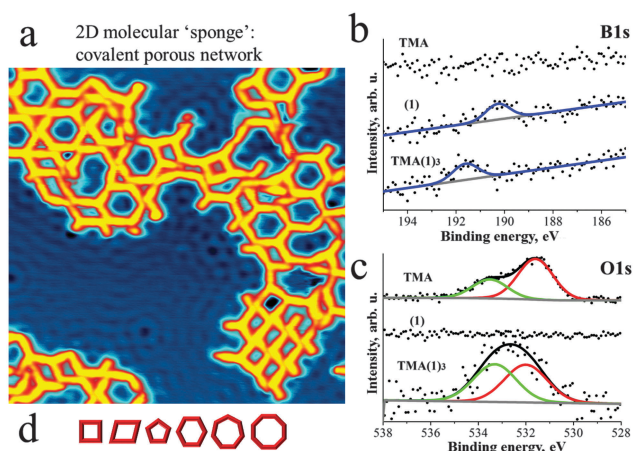 a
2D molecular ‘sponge’:
covalent porous network
b
B1s
TMA
(1)
TMA(1)3
Intensity, arb. u.
194 192 190 188 186
Binding energy, eV
c
O1s
TMA
(1)
TMA(1)3
Intensity, arb. u.
538 536 534 532 530 528
Binding energy, eV
d